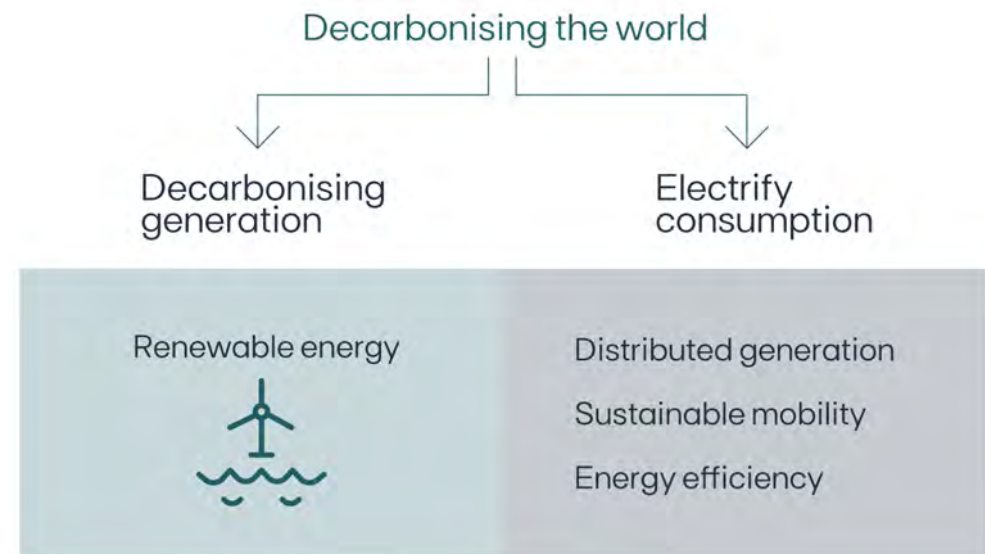 Decarbonising the world
Decarbonising
generation
Electrify
consumption
Renewable energy
Distributed generation
Sustainable mobility
Energy efficiency